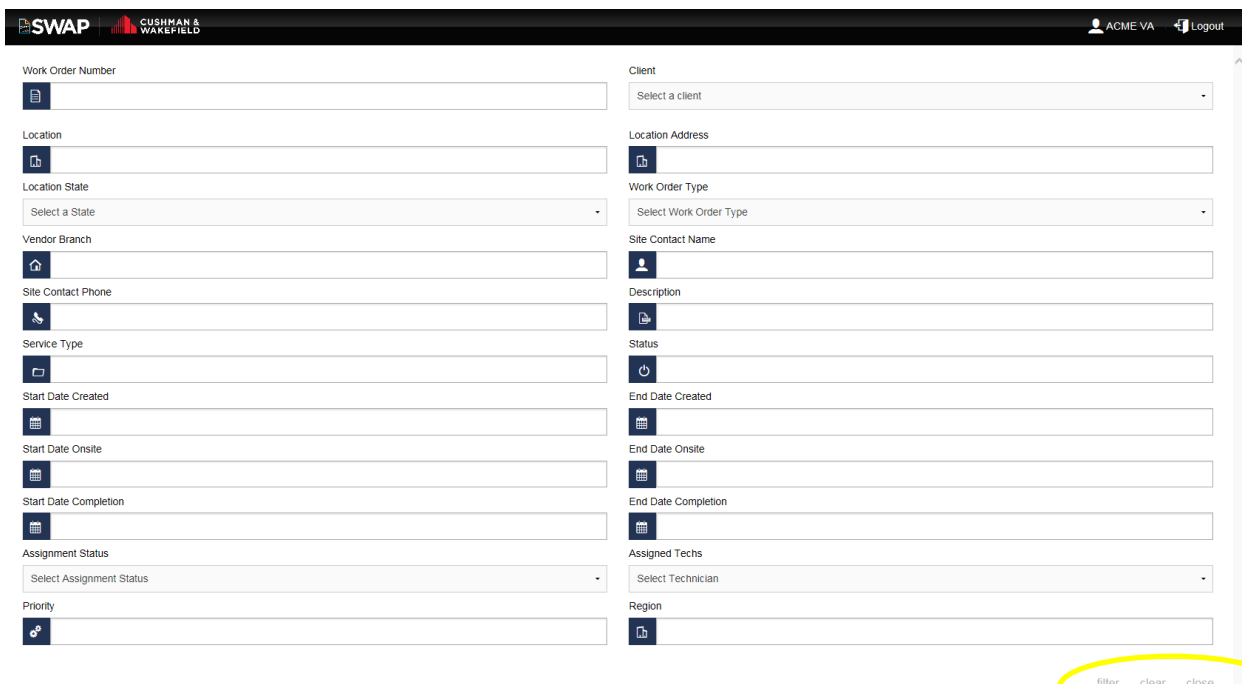 SWAP CUSHMAN & WAKEFIELD ACME VA Logout
Work Order Number Client
Select a client
Location Location Address
Location State Work Order Type
Select a State Select Work Order Type
Vendor Branch Site Contact Name
Site Contact Phone Description
Service Type Status
Start Date Created End Date Created
Start Date Onsite End Date Onsite
Start Date Completion End Date Completion
Assignment Status Assigned Techs
Select Assignment Status Select Technician
Priority Region
filter clear close